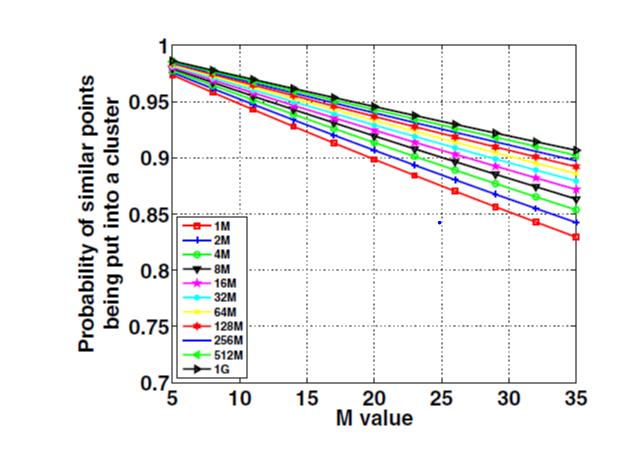 Probability of similar points
being put into a cluster
1
0.95
0.9
0.85
0.8
0.75
0.7
1M
2M
4M
8M
16M
32M
64M
128M
256M
512M
1G
5 10 15 20 25 30 35
M value